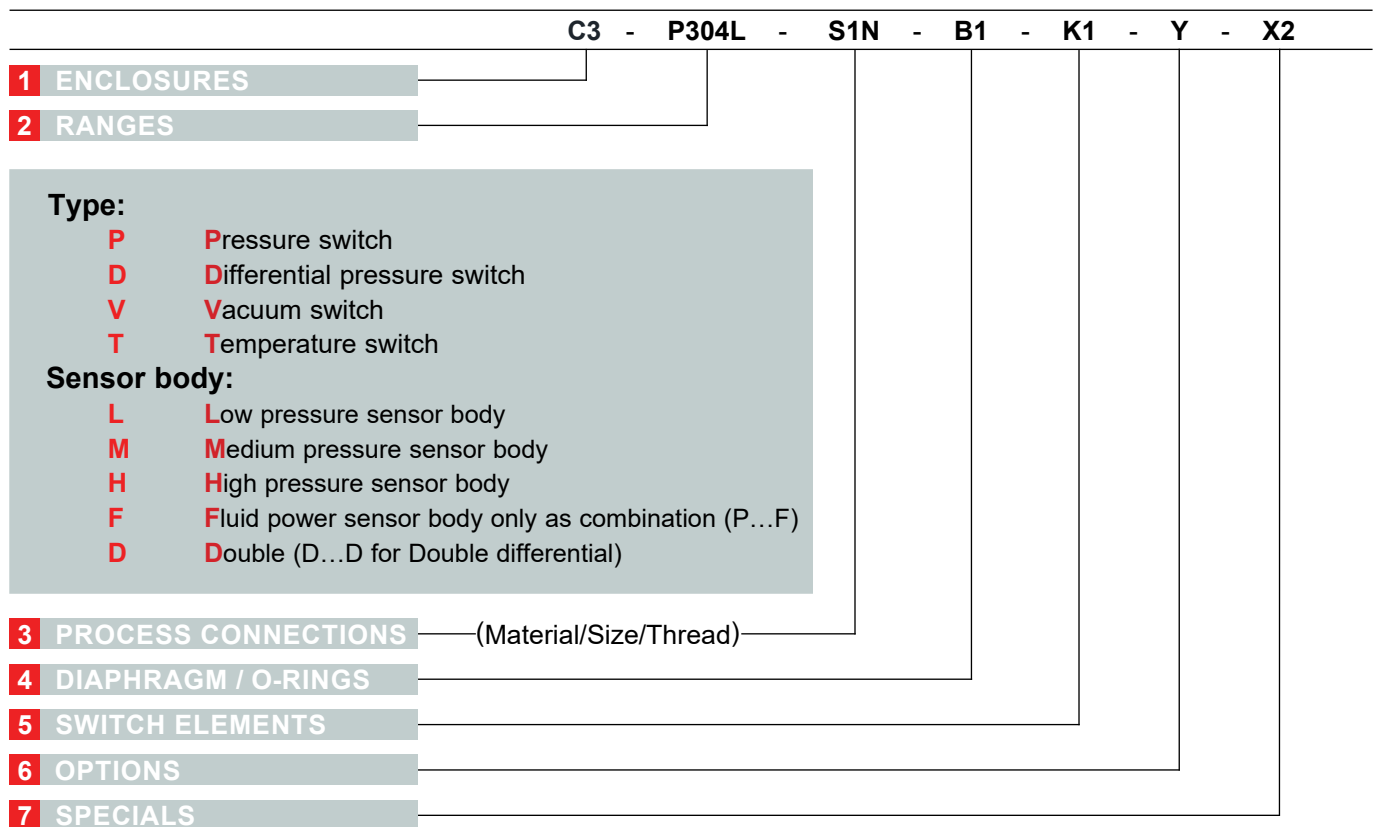 C3 - P304L - S1N - B1 - K1 - Y - X2
1 ENCLOSURES
2 RANGES
Type:
P Pressure switch
D Differential pressure switch
V Vacuum switch
T Temperature switch
Sensor body:
L Low pressure sensor body
M Medium pressure sensor body
H High pressure sensor body
F Fluid power sensor body only as combination (P…F)
D Double (D…D for Double differential)
3 PROCESS CONNECTIONS (Material/Size/Thread)
4 DIAPHRAGM / O-RINGS
5 SWITCH ELEMENTS
6 OPTIONS
7 SPECIALS